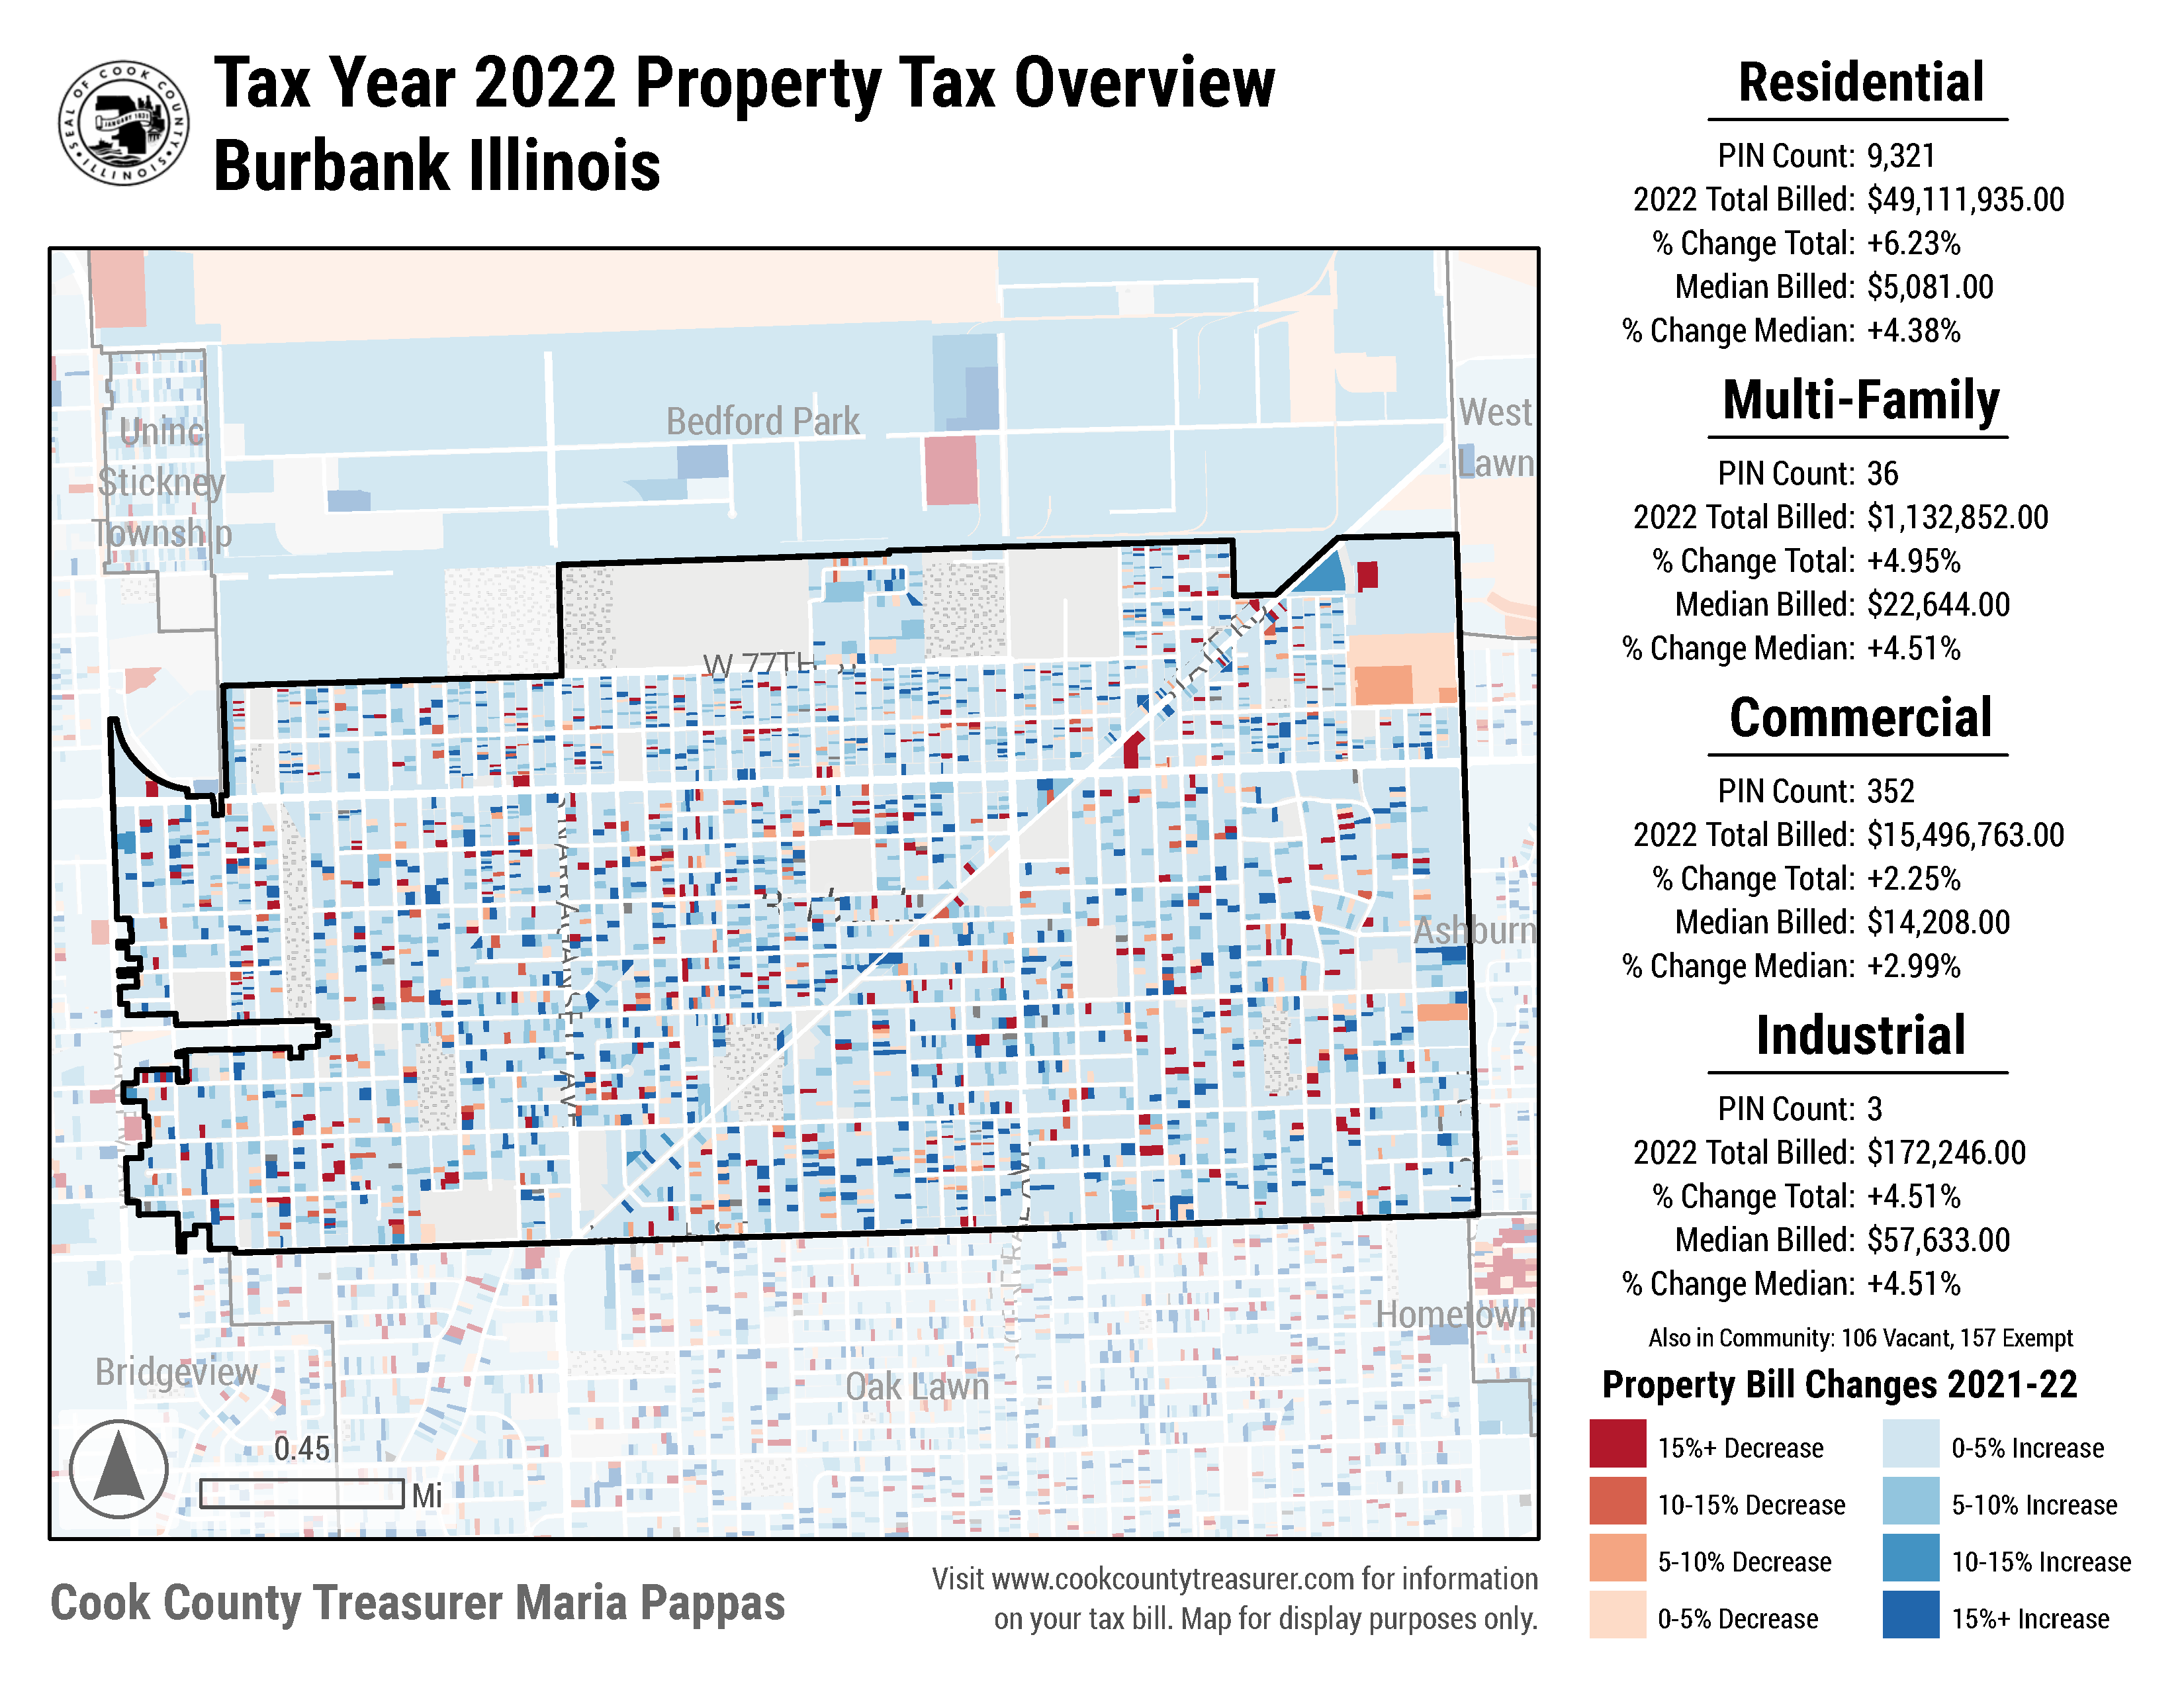 SEAL OF COOK COUNTY
ILLINOIS
JANUARY 1831
Tax Year 2022 Property Tax Overview
Burbank Illinois
Residential
PIN Count: 9,321
2022 Total Billed: $49,111,935.00
% Change Total: +6.23%
Median Billed: $5,081.00
% Change Median: +4.38%
Multi-Family
PIN Count: 36
2022 Total Billed: $1,132,852.00
% Change Total: +4.95%
Median Billed: $22,644.00
% Change Median: +4.51%
Commercial
PIN Count: 352
2022 Total Billed: $15,496,763.00
% Change Total: +2.25%
Median Billed: $14,208.00
% Change Median: +2.99%
Industrial
PIN Count: 3
2022 Total Billed: $172,246.00
% Change Total: +4.51%
Median Billed: $57,633.00
% Change Median: +4.51%
Also in Community: 106 Vacant, 157 Exempt
Property Bill Changes 2021-22
15%+ Decrease
10-15% Decrease
5-10% Decrease
0-5% Decrease
0-5% Increase
5-10% Increase
10-15% Increase
15%+ Increase
Bedford Park
West
Lawn
Uninc
Stickney
Township
W 77TH
Ashburn
Hometown
Bridgeview
Oak Lawn
0.45
Mi
Cook County Treasurer Maria Pappas
Visit www.cookcountytreasurer.com for information
on your tax bill. Map for display purposes only.